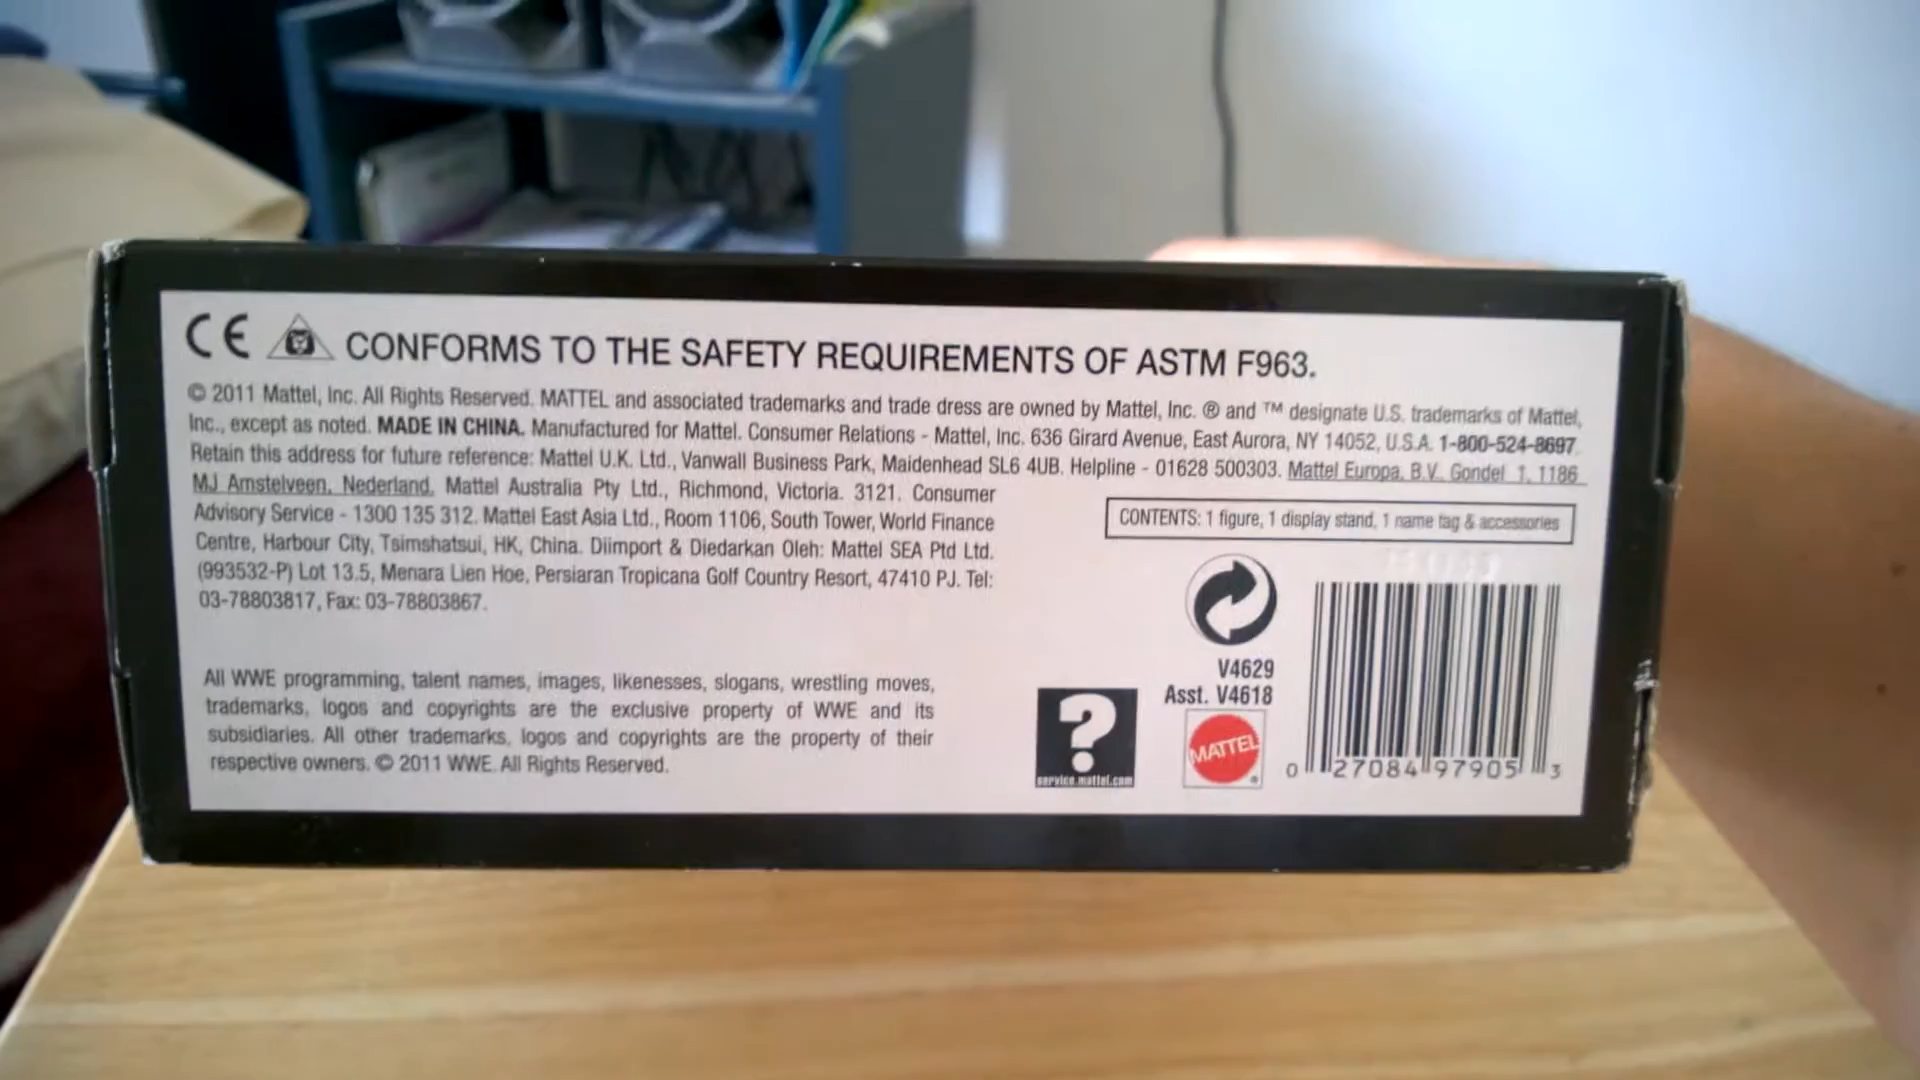 CE CONFORMS TO THE SAFETY REQUIREMENTS OF ASTM F963.
© 2011 Mattel, Inc. All Rights Reserved. MATTEL and associated trademarks and trade dress are owned by Mattel, Inc. ® and ™ designate U.S. trademarks of Mattel,
Inc., except as noted. MADE IN CHINA. Manufactured for Mattel. Consumer Relations - Mattel, Inc. 636 Girard Avenue, East Aurora, NY 14052, U.S.A. 1-800-524-8697.
Retain this address for future reference: Mattel U.K. Ltd., Vanwall Business Park, Maidenhead SL6 4UB. Helpline - 01628 500303. Mattel Europa, B.V. Gondel 1, 1186
MJ Amstelveen, Nederland. Mattel Australia Pty Ltd., Richmond, Victoria. 3121. Consumer
Advisory Service - 1300 135 312. Mattel East Asia Ltd., Room 1106, South Tower, World Finance
Centre, Harbour City, Tsimshatsui, HK, China. Diimport & Diedarkan Oleh: Mattel SEA Ptd Ltd.
(993532-P) Lot 13.5, Menara Lien Hoe, Persiaran Tropicana Golf Country Resort, 47410 PJ. Tel:
03-78803817, Fax: 03-78803867.
CONTENTS: 1 figure, 1 display stand, 1 name tag & accessories
All WWE programming, talent names, images, likenesses, slogans, wrestling moves,
trademarks, logos and copyrights are the exclusive property of WWE and its
subsidiaries. All other trademarks, logos and copyrights are the property of their
respective owners. © 2011 WWE. All Rights Reserved.
?
service.mattel.com
V4629
Asst. V4618
MATTEL
0 27084 97905 3